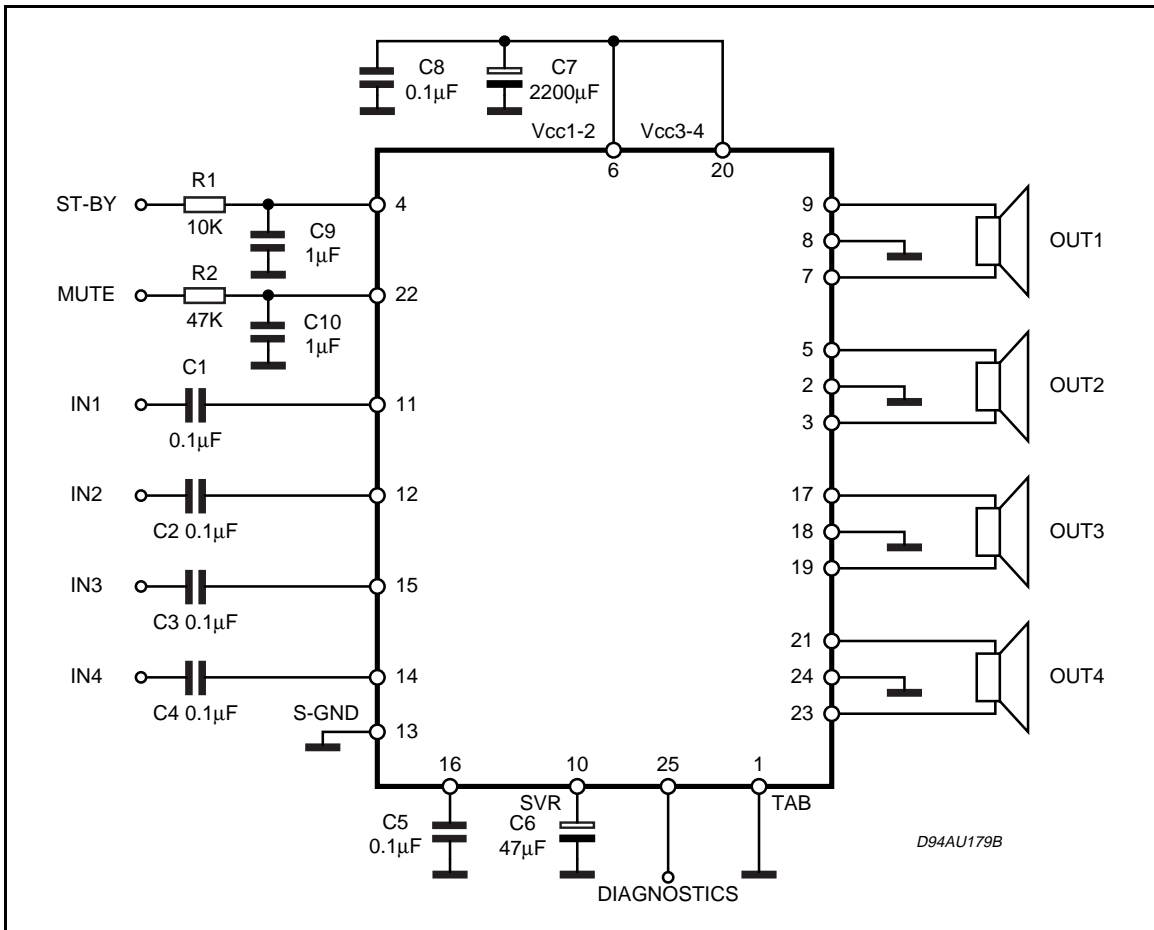 C8
0.1µF
C7
2200µF
Vcc1-2
Vcc3-4
6
20
ST-BY
R1
10K
4
C9
1µF
MUTE
R2
47K
22
C10
1µF
IN1
C1
0.1µF
11
IN2
C2 0.1µF
12
IN3
C3 0.1µF
15
IN4
C4 0.1µF
14
S-GND
13
9
8
7
OUT1
5
2
3
OUT2
17
18
19
OUT3
21
24
23
OUT4
16
10
25
1
SVR
TAB
C5
0.1µF
C6
47µF
DIAGNOSTICS
D94AU179B